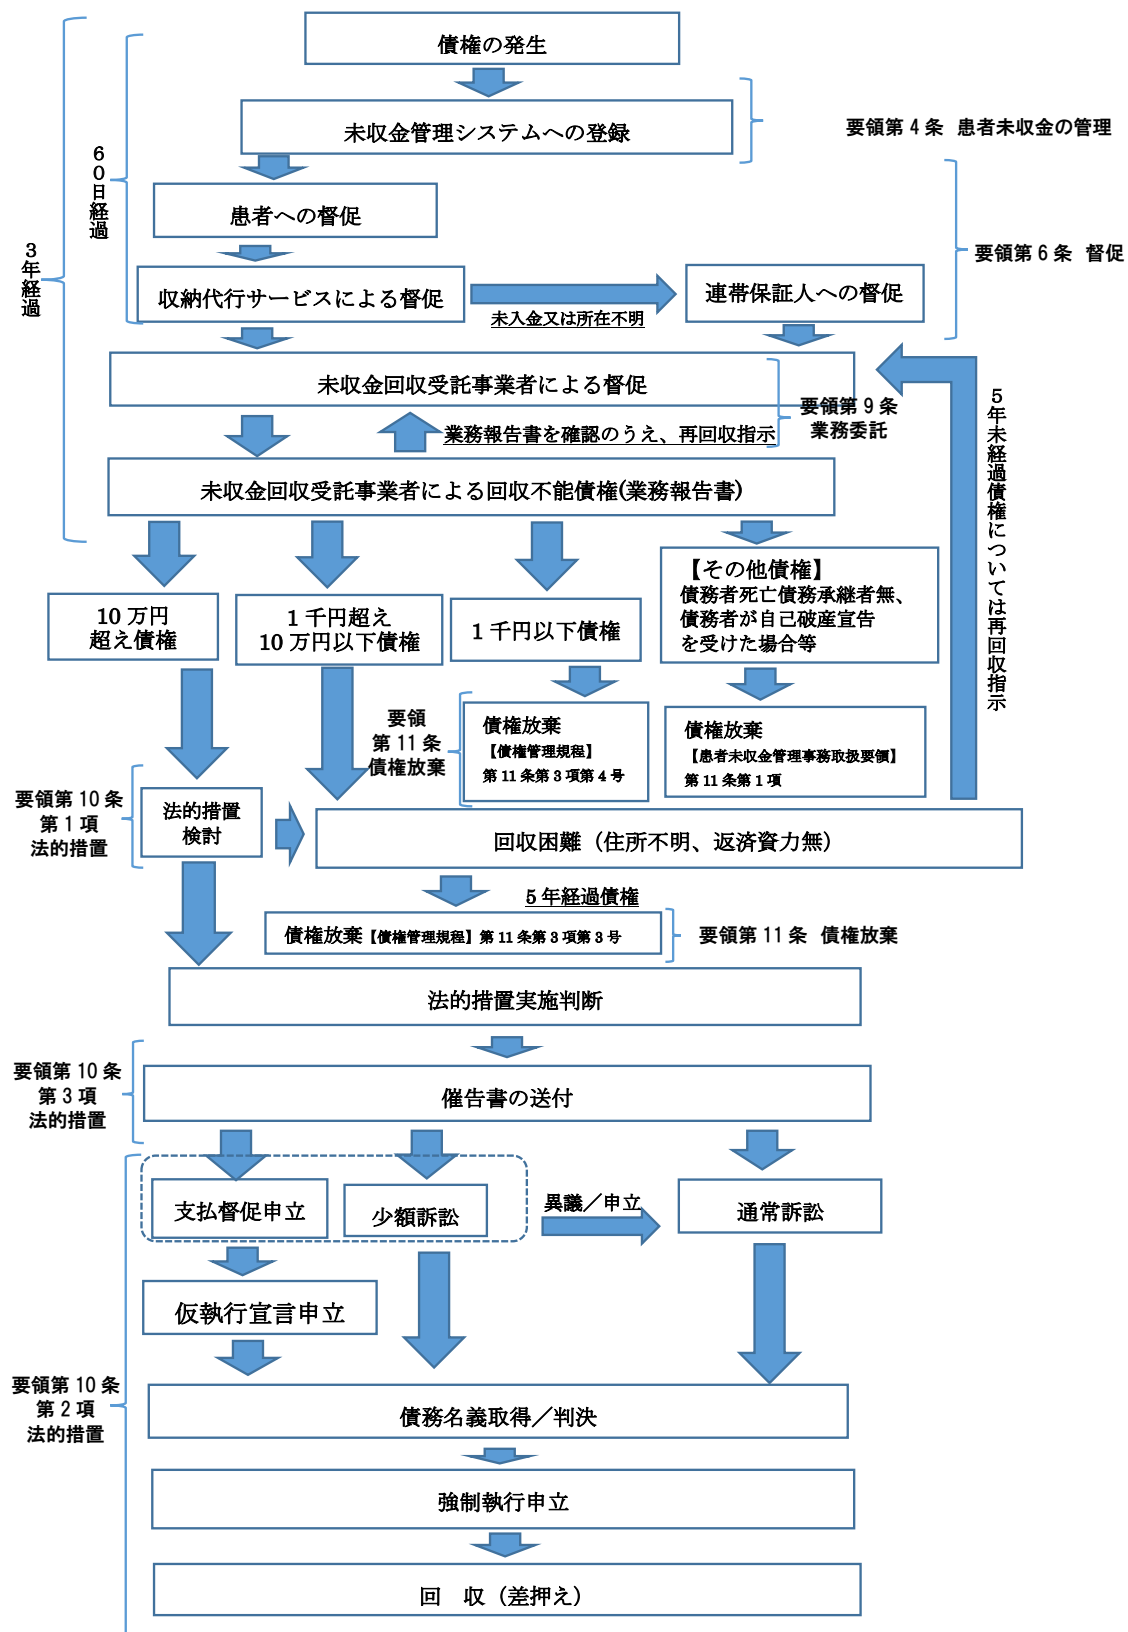 債権の発生
未収金管理システムへの登録
要領第４条 患者未収金の管理
60日経過
患者への督促
要領第６条 督促
3年経過
収納代行サービスによる督促
連帯保証人への督促
未入金又は所在不明
未収金回収受託事業者による督促
要領第９条
業務委託
業務報告書を確認のうえ、再回収指示
5年未経過債権については再回収指示
未収金回収受託事業者による回収不能債権(業務報告書)
10万円
超え債権
１千円超え
10万円以下債権
１千円以下債権
【その他債権】
債務者死亡債務承継者無、
債務者が自己破産宣告
を受けた場合等
要領
第11条
債権放棄
債権放棄
【債権管理規程】
第11条第３項第４号
債権放棄
【患者未収金管理事務取扱要領】
第11条第１項
要領第10条
第１項
法的措置
法的措置
検討
回収困難（住所不明、返済資力無）
５年経過債権
債権放棄【債権管理規程】第11条第３項第３号
要領第11条 債権放棄
法的措置実施判断
要領第10条
第３項
法的措置
催告書の送付
支払督促申立
少額訴訟
異議／申立
通常訴訟
仮執行宣言申立
要領第10条
第２項
法的措置
債務名義取得／判決
強制執行申立
回　収（差押え）